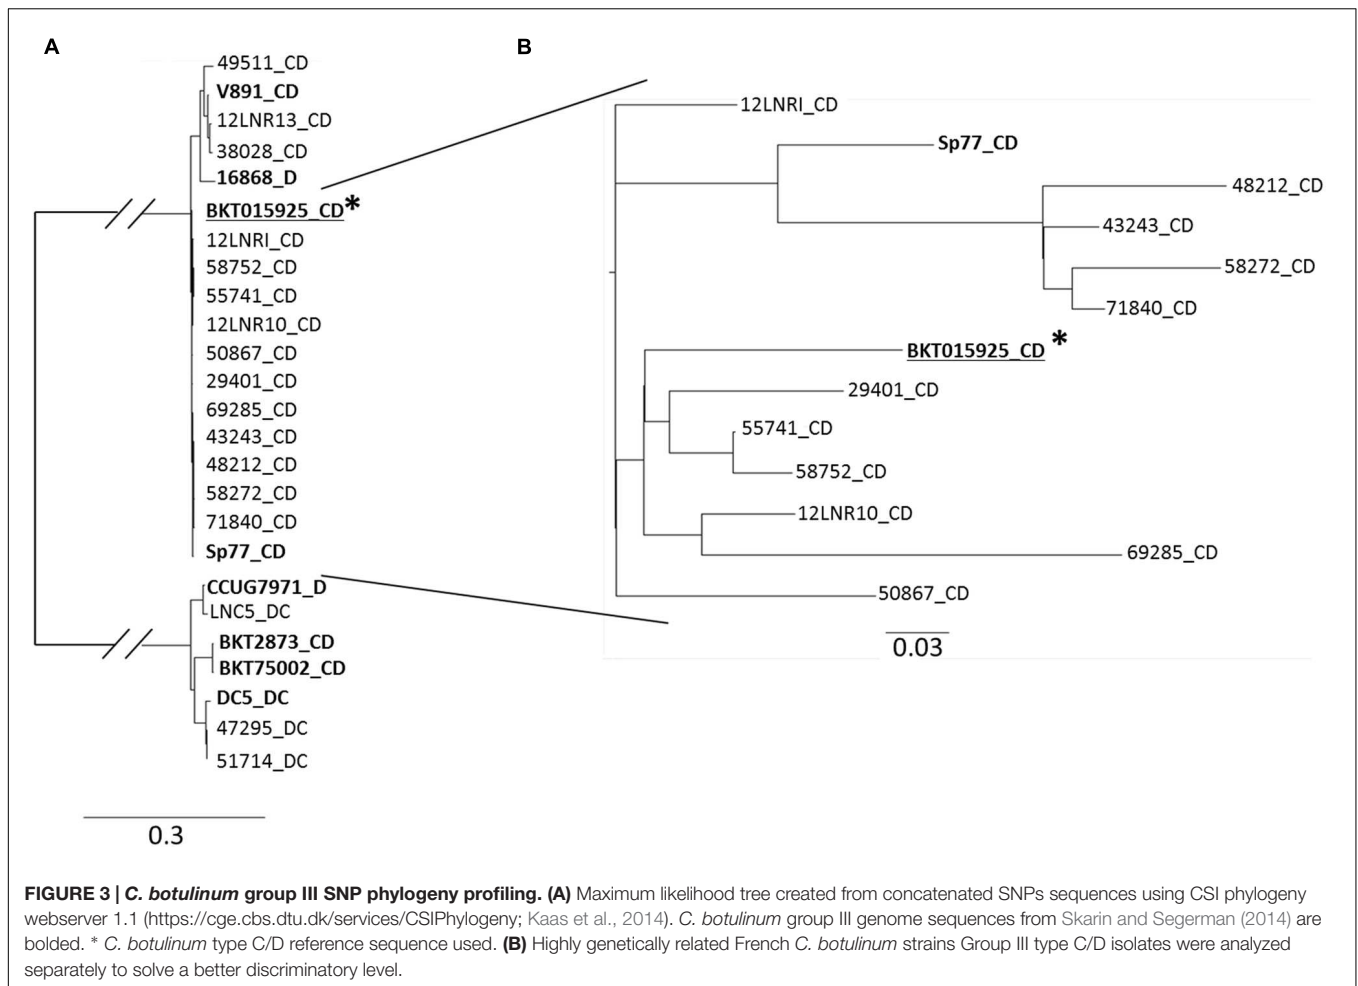 A
49511_CD
V891_CD
12LNR13_CD
38028_CD
16868_D
BKT015925_CD*
12LNRI_CD
58752_CD
55741_CD
12LNR10_CD
50867_CD
29401_CD
69285_CD
43243_CD
48212_CD
58272_CD
71840_CD
Sp77_CD
CCUG7971_D
LNC5_DC
BKT2873_CD
BKT75002_CD
DC5_DC
47295_DC
51714_DC
0.3
B
12LNRI_CD
Sp77_CD
48212_CD
43243_CD
58272_CD
71840_CD
BKT015925_CD *
29401_CD
55741_CD
58752_CD
12LNR10_CD
69285_CD
50867_CD
0.03
FIGURE 3 | C. botulinum group III SNP phylogeny profiling. (A) Maximum likelihood tree created from concatenated SNPs sequences using CSI phylogeny
webserver 1.1 (https://cge.cbs.dtu.dk/services/CSIPhylogeny; Kaas et al., 2014). C. botulinum group III genome sequences from Skarin and Segerman (2014) are
bolded. * C. botulinum type C/D reference sequence used. (B) Highly genetically related French C. botulinum strains Group III type C/D isolates were analyzed
separately to solve a better discriminatory level.